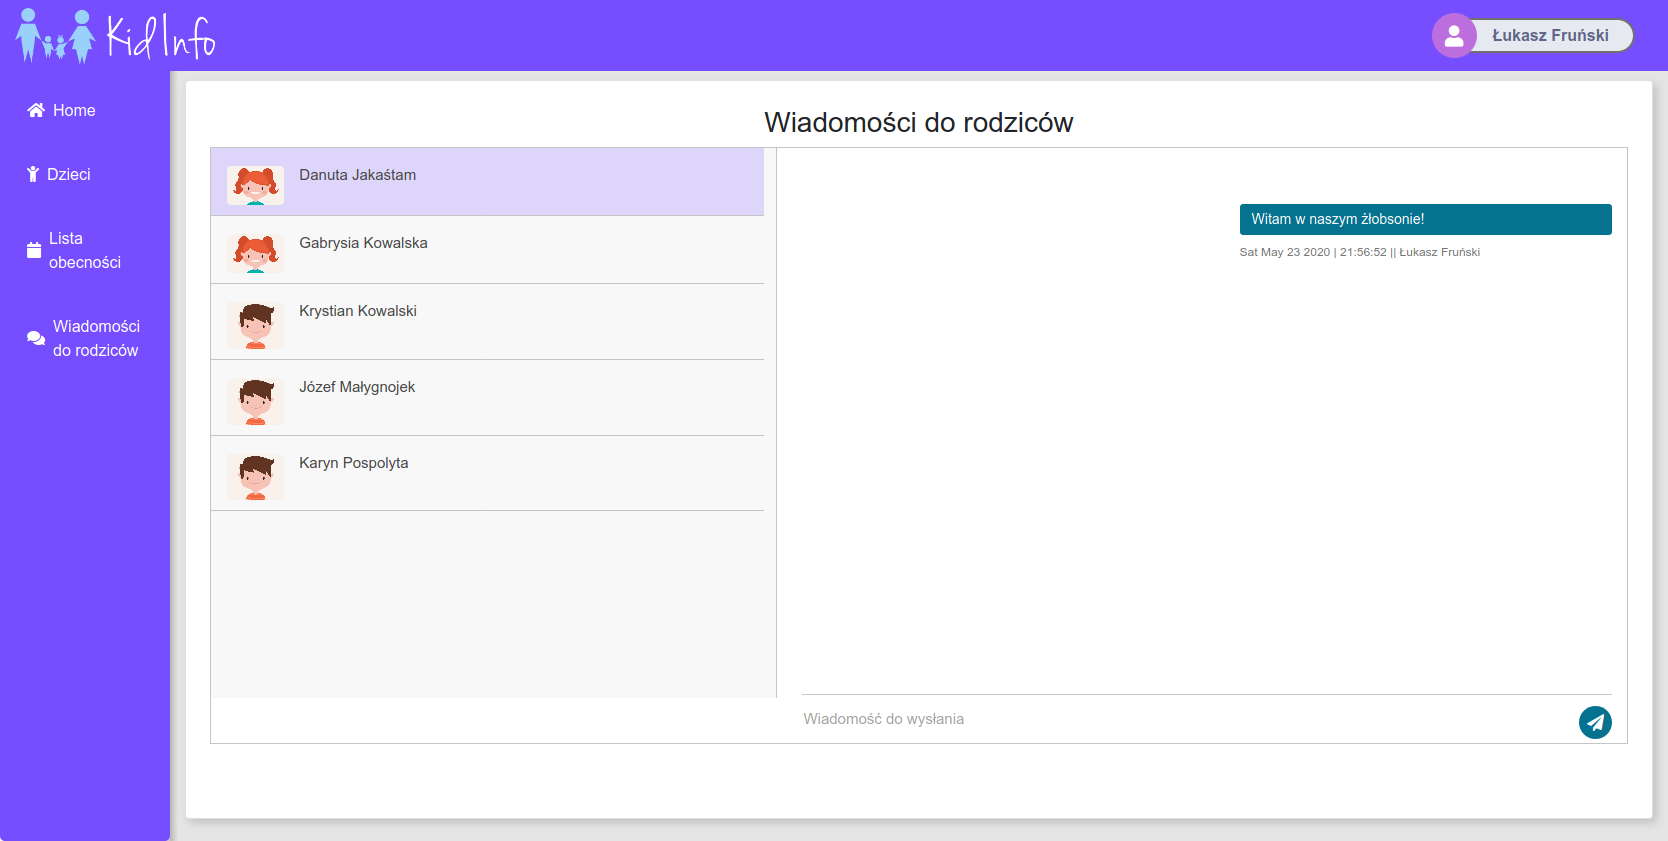 KidInfo
Łukasz Fruński
Home
Dzieci
Lista
obecności
Wiadomości
do rodziców
Wiadomości do rodziców
Danuta Jakaśtam
Gabrysia Kowalska
Krystian Kowalski
Józef Małygnojek
Karyn Pospolyta
Witam w naszym żłobsonie!
Sat May 23 2020 | 21:56:52 || Łukasz Fruński
Wiadomość do wysłania